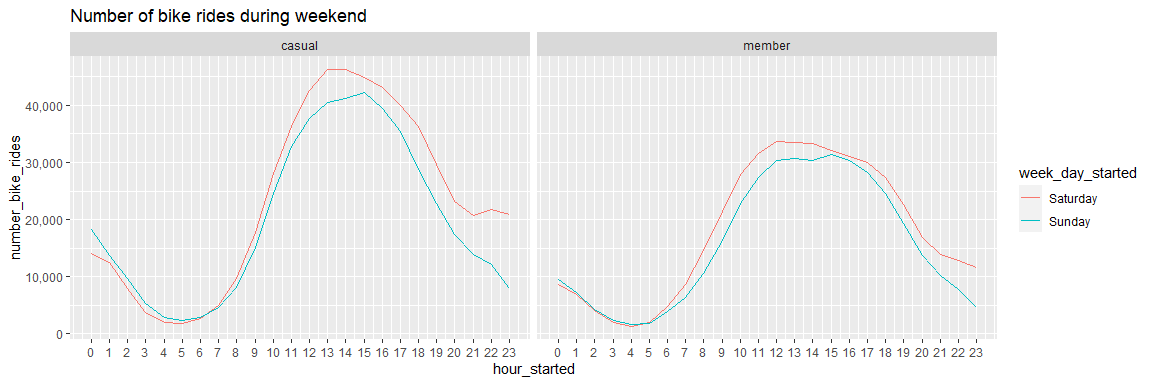 Number of bike rides during weekend
casual
member
number_bike_rides
40,000
30,000
20,000
10,000
0
0 1 2 3 4 5 6 7 8 9 10 11 12 13 14 15 16 17 18 19 20 21 22 23
0 1 2 3 4 5 6 7 8 9 10 11 12 13 14 15 16 17 18 19 20 21 22 23
hour_started
week_day_started
Saturday
Sunday